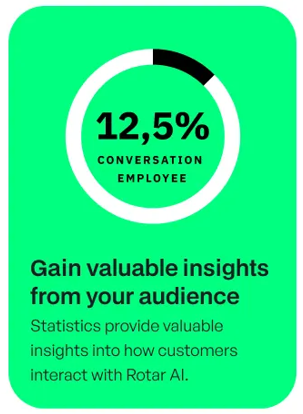 12,5%
CONVERSATION
EMPLOYEE
Gain valuable insights
from your audience
Statistics provide valuable
insights into how customers
interact with Rotar AI.